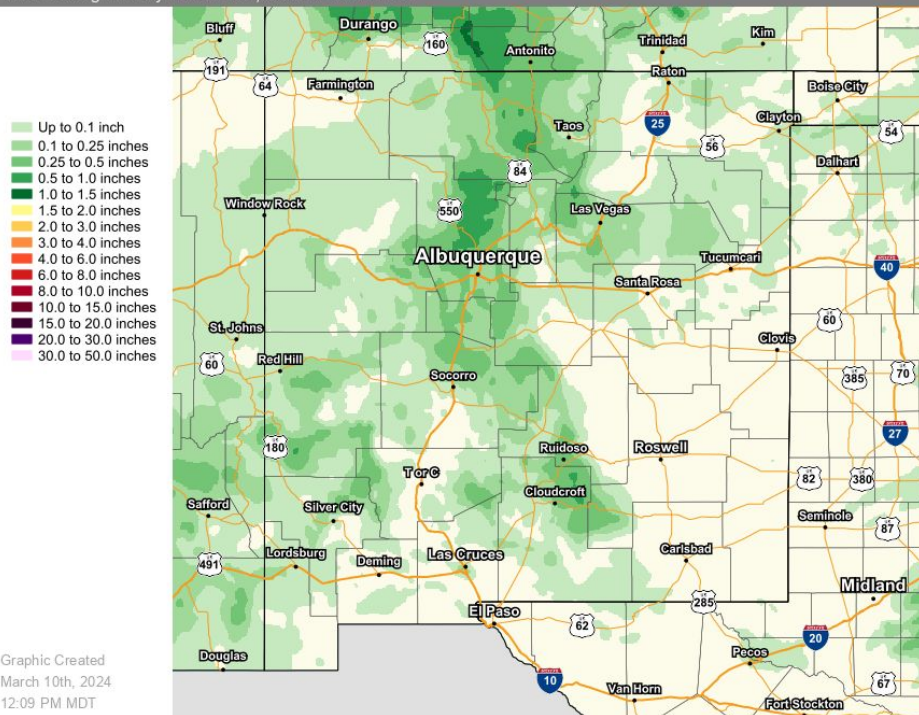 Bluff
Durango
160
Antonito
Trinidad
Kim
191
64
Farmington
Raton
Boise City
Up to 0.1 inch
0.1 to 0.25 inches
0.25 to 0.5 inches
0.5 to 1.0 inches
1.0 to 1.5 inches
1.5 to 2.0 inches
2.0 to 3.0 inches
3.0 to 4.0 inches
4.0 to 6.0 inches
6.0 to 8.0 inches
8.0 to 10.0 inches
10.0 to 15.0 inches
15.0 to 20.0 inches
20.0 to 30.0 inches
30.0 to 50.0 inches
Taos
25
Clayton
56
54
Dalhart
84
Window Rock
550
Las Vegas
Albuquerque
Tucumcari
40
Santa Rosa
St. Johns
60
Clovis
60
Red Hill
Socorro
385
70
27
180
Ruidoso
Roswell
T or C
82
380
Cloudcroft
Safford
Silver City
Seminole
87
491
Lordsburg
Deming
Las Cruces
Carlsbad
Midland
285
El Paso
62
20
Douglas
Pecos
10
67
Van Horn
Fort Stockton
Graphic Created
March 10th, 2024
12:09 PM MDT